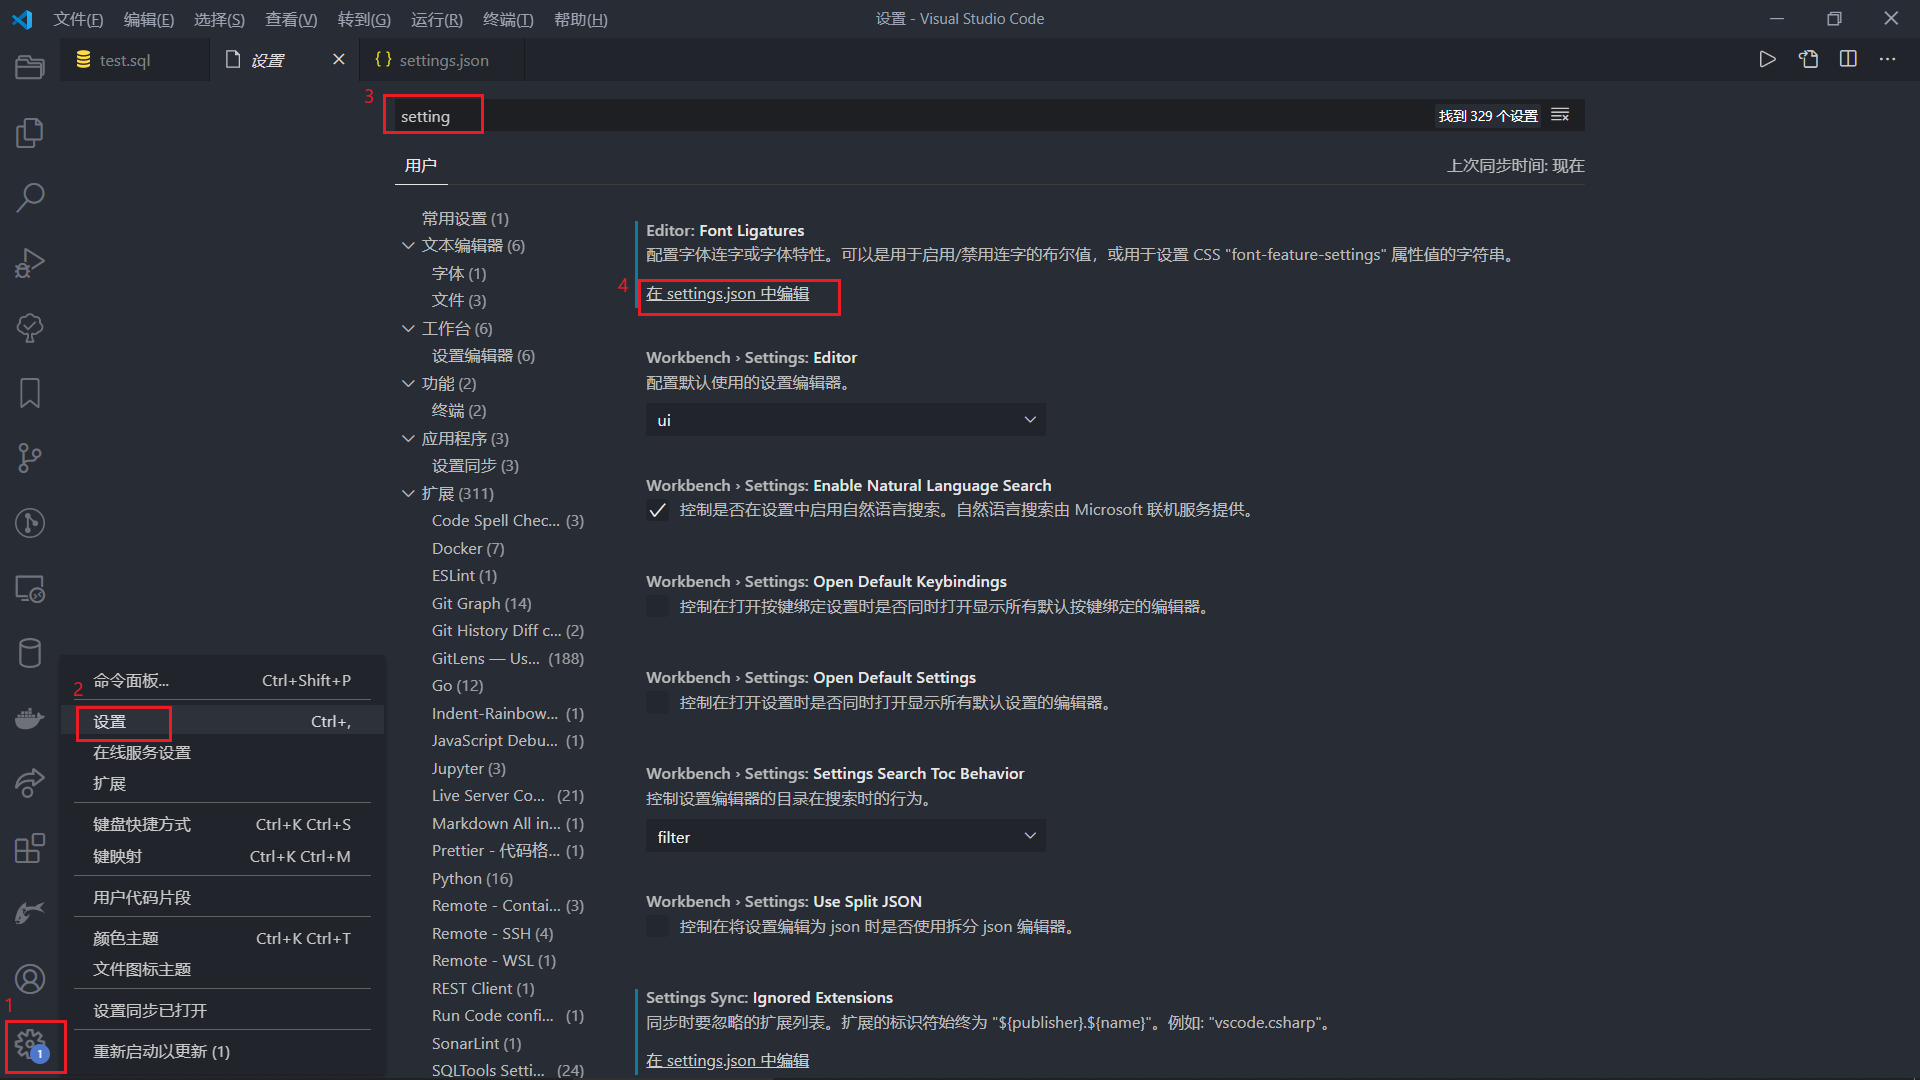 文件(F) 编辑(E) 选择(S) 查看(V) 转到(G) 运行(R) 终端(T) 帮助(H)
设置 - Visual Studio Code
test.sql
设置
{} settings.json
3
setting
找到 329 个设置
用户
上次同步时间: 现在
常用设置 (1)
文本编辑器 (6)
字体 (1)
文件 (3)
工作台 (6)
设置编辑器 (6)
功能 (2)
终端 (2)
应用程序 (3)
设置同步 (3)
扩展 (311)
Code Spell Chec... (3)
Docker (7)
ESLint (1)
Git Graph (14)
Git History Diff c... (2)
GitLens — Us... (188)
Go (12)
Indent-Rainbow... (1)
JavaScript Debu... (1)
Jupyter (3)
Live Server Co... (21)
Markdown All in... (1)
Prettier - 代码格... (1)
Python (16)
Remote - Contai... (3)
Remote - SSH (4)
Remote - WSL (1)
REST Client (1)
Run Code confi... (1)
SonarLint (1)
SQLTools Setti... (24)
Editor: Font Ligatures
配置字体连字或字体特性。可以是用于启用/禁用连字的布尔值，或用于设置 CSS "font-feature-settings" 属性值的字符串。
4
在 settings.json 中编辑
Workbench › Settings: Editor
配置默认使用的设置编辑器。
ui
Workbench › Settings: Enable Natural Language Search
控制是否在设置中启用自然语言搜索。自然语言搜索由 Microsoft 联机服务提供。
Workbench › Settings: Open Default Keybindings
控制在打开按键绑定设置时是否同时打开显示所有默认按键绑定的编辑器。
Workbench › Settings: Open Default Settings
控制在打开设置时是否同时打开显示所有默认设置的编辑器。
Workbench › Settings: Settings Search Toc Behavior
控制设置编辑器的目录在搜索时的行为。
filter
Workbench › Settings: Use Split JSON
控制在将设置编辑为 json 时是否使用拆分 json 编辑器。
Settings Sync: Ignored Extensions
同步时要忽略的扩展列表。扩展的标识符始终为 "${publisher}.${name}"。例如: "vscode.csharp"。
在 settings.json 中编辑
命令面板... Ctrl+Shift+P
2
设置 Ctrl+,
在线服务设置
扩展
键盘快捷方式 Ctrl+K Ctrl+S
键映射 Ctrl+K Ctrl+M
用户代码片段
颜色主题 Ctrl+K Ctrl+T
文件图标主题
设置同步已打开
重新启动以更新 (1)
1
1